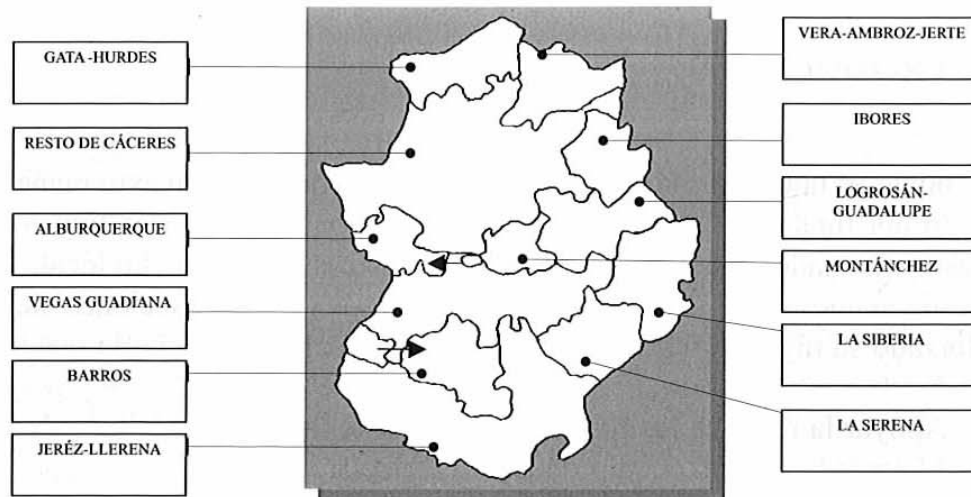 GATA -HURDES
RESTO DE CÁCERES
ALBURQUERQUE
VEGAS GUADIANA
BARROS
JERÉZ-LLERENA
VERA-AMBROZ-JERTE
IBORES
LOGROSÁN-
GUADALUPE
MONTÁNCHEZ
LA SIBERIA
LA SERENA